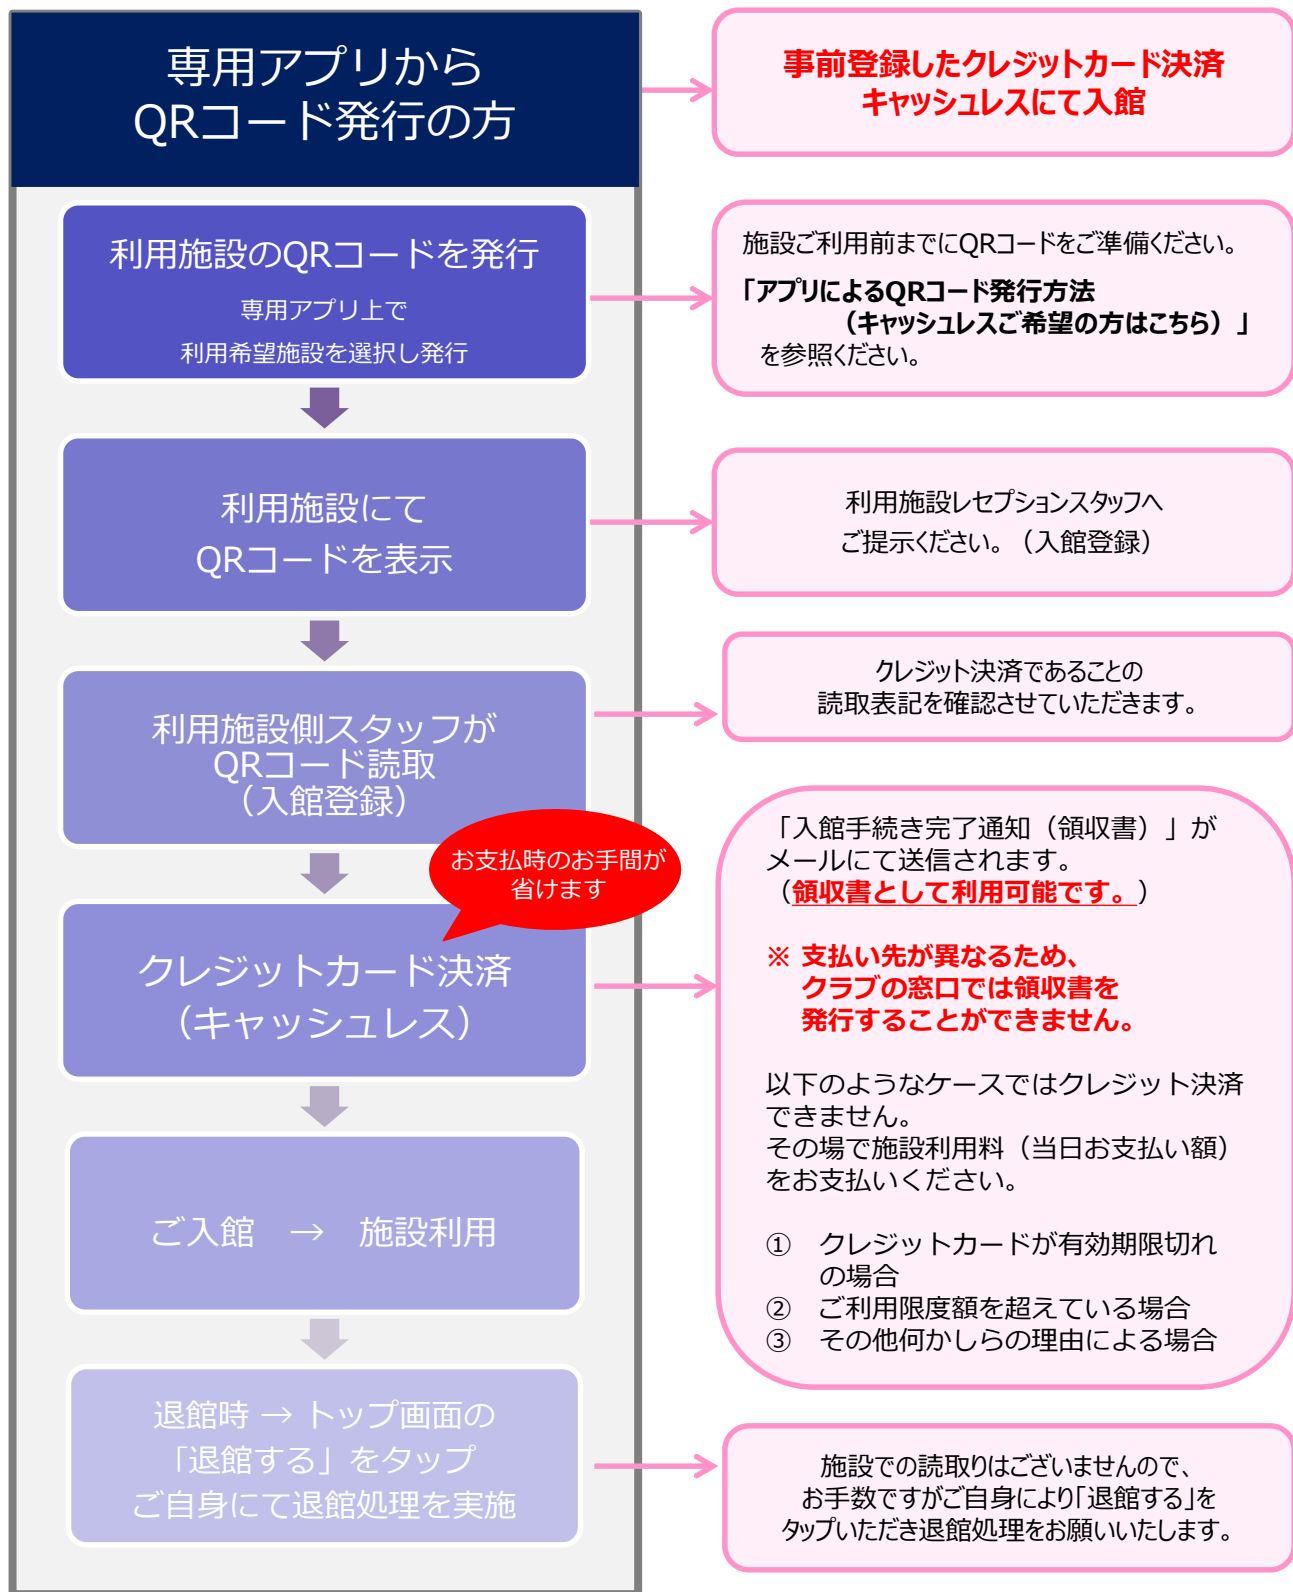 専用アプリから
QRコード発行の方
事前登録したクレジットカード決済
キャッシュレスにて入館
利用施設のQRコードを発行
専用アプリ上で
利用希望施設を選択し発行
施設ご利用前までにQRコードをご準備ください。
「アプリによるQRコード発行方法
（キャッシュレスご希望の方はこちら）」
を参照ください。
利用施設にて
QRコードを表示
利用施設レセプションスタッフへ
ご提示ください。（入館登録）
利用施設側スタッフが
QRコード読取
（入館登録）
クレジット決済であることの
読取表記を確認させていただきます。
お支払時のお手間が
省けます
クレジットカード決済
（キャッシュレス）
「入館手続き完了通知（領収書）」が
メールにて送信されます。
（領収書として利用可能です。）
※ 支払い先が異なるため、
クラブの窓口では領収書を
発行することができません。
以下のようなケースではクレジット決済
できません。
その場で施設利用料（当日お支払い額）
をお支払いください。
①　クレジットカードが有効期限切れ
の場合
②　ご利用限度額を超えている場合
③　その他何かしらの理由による場合
ご入館　→　施設利用
退館時 → トップ画面の
「退館する」をタップ
ご自身にて退館処理を実施
施設での読取りはございませんので、
お手数ですがご自身により「退館する」を
タップいただき退館処理をお願いいたします。